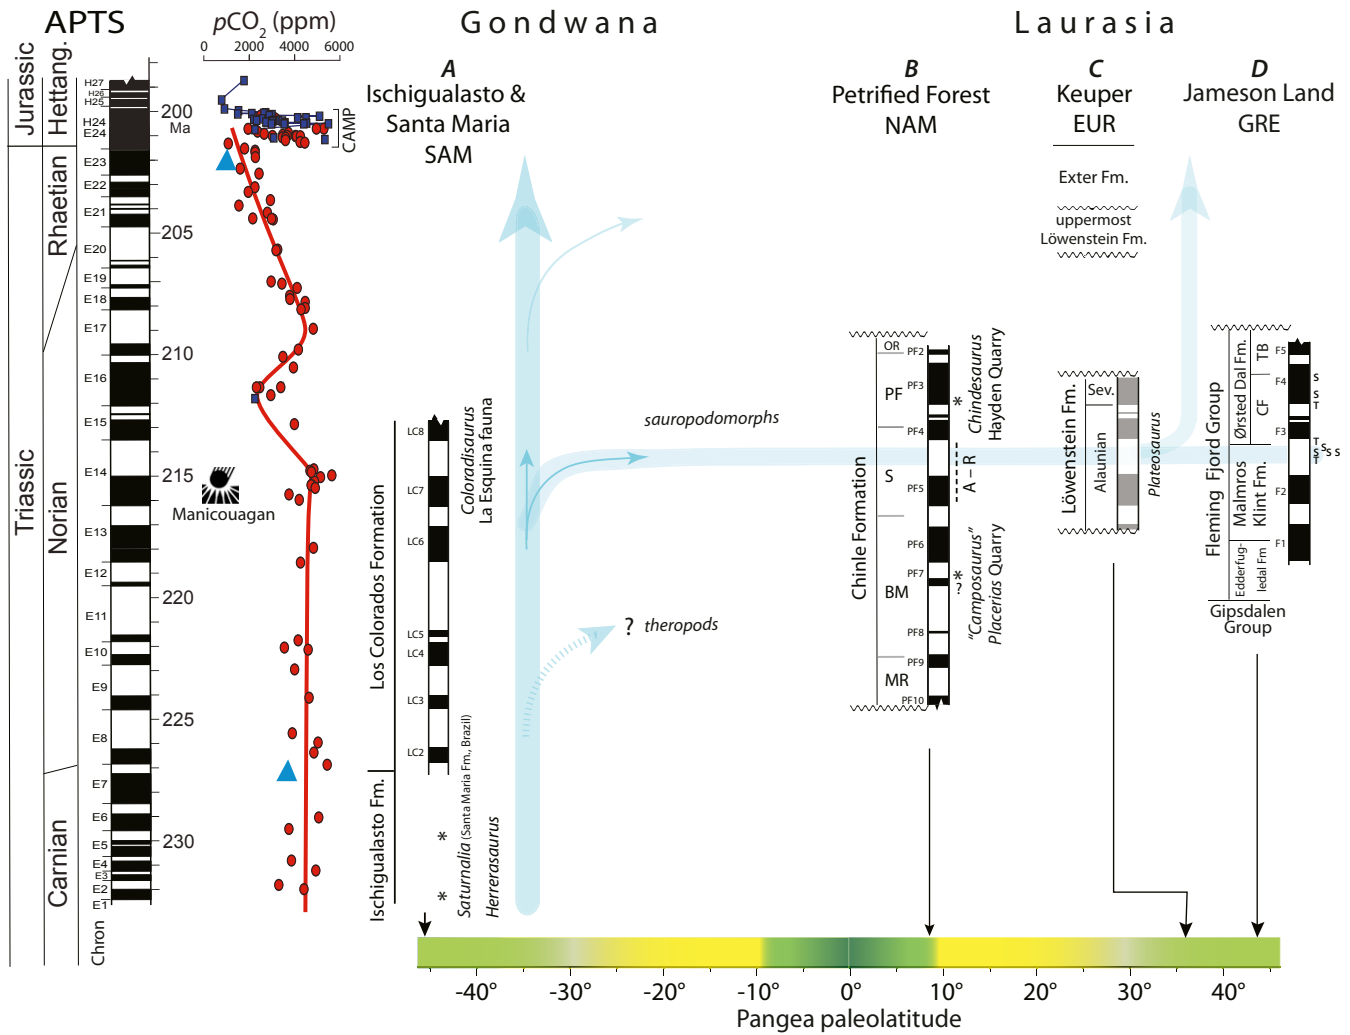 APTS
pCO2 (ppm)
0 2000 4000 6000
Gondwana
Laurasia
A
Ischigualasto &
Santa Maria
SAM
B
Petrified Forest
NAM
C
Keuper
EUR
D
Jameson Land
GRE
Jurassic
Triassic
Hettang.
Rhaetian
Norian
Carnian
Chron
H27
H26
H25
H24
E24
E23
E22
E21
E20
E19
E18
E17
E16
E15
E14
E13
E12
E11
E10
E9
E8
E7
E6
E5
E4
E3
E2
E1
200
Ma
205
210
215
220
225
230
CAMP
Manicouagan
Los Colorados Formation
Ischigualasto Fm.
LC8
LC7
LC6
LC5
LC4
LC3
LC2
Coloradisaurus
La Esquina fauna
*
*
Saturnalia (Santa Maria Fm., Brazil)
Herrerasaurus
sauropodomorphs
? theropods
Chinle Formation
OR
PF
S
BM
MR
PF2
PF3
PF4
PF5
PF6
PF7
PF8
PF9
PF10
*
Chindesaurus
Hayden Quarry
A – R
*
?
"Camposaurus"
Placerias Quarry
Exter Fm.
uppermost
Löwenstein Fm.
Löwenstein Fm.
Sev.
Alaunian
Plateosaurus
Fleming Fjord Group
Ørsted Dal Fm.
TB
CF
Malmros
Klint Fm.
Edderfug-
ledal Fm
Gipsdalen
Group
F5
F4
F3
F2
F1
S
S
T
T
S
S
T
S S
-40° -30° -20° -10° 0° 10° 20° 30° 40°
Pangea paleolatitude